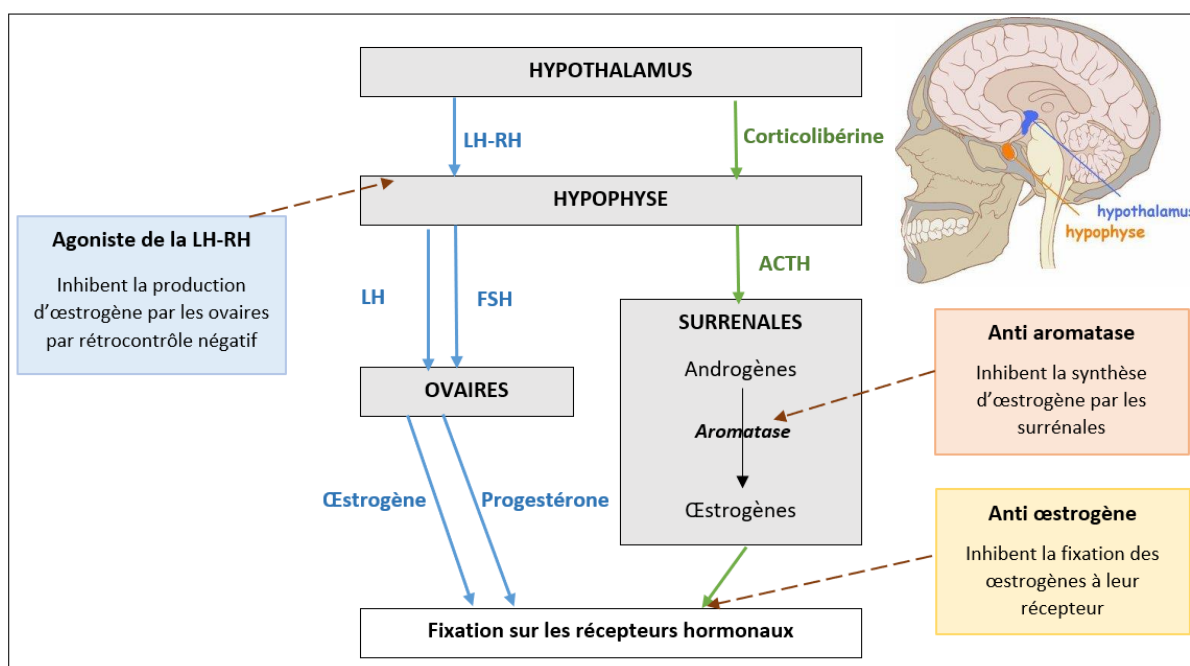 HYPOTHALAMUS
LH-RH
Corticolibérine
hypothalamus
hypophyse
HYPOPHYSE
Agoniste de la LH-RH
Inhibent la production
d’œstrogène par les ovaires
par rétrocontrôle négatif
LH
FSH
ACTH
SURRENALES
Androgènes
Aromatase
Œstrogènes
Anti aromatase
Inhibent la synthèse
d’œstrogène par les
surrénales
OVAIRES
Œstrogène
Progestérone
Anti œstrogène
Inhibent la fixation des
œstrogènes à leur
récepteur
Fixation sur les récepteurs hormonaux